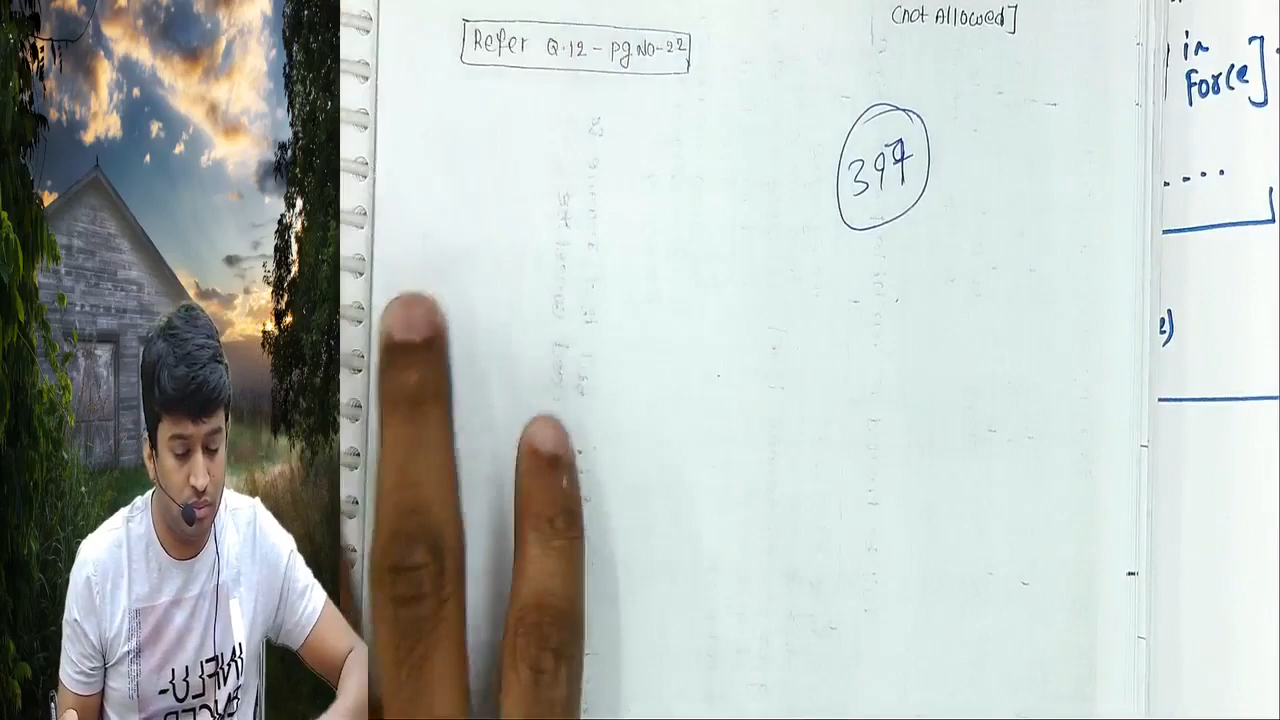 (not Allowed]
Refer Q.12 - Pg.No-22
397
in
Force]
....
e)